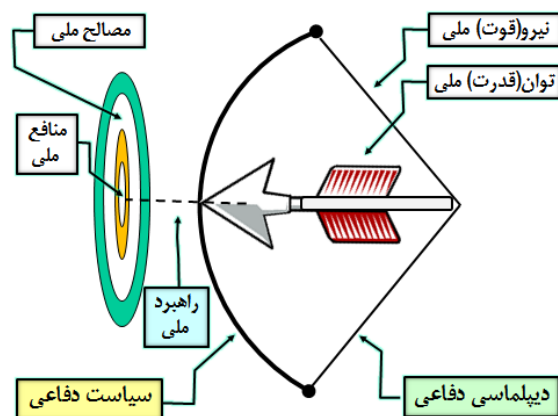 نیرو(قوت) ملی
مصالح ملی
توان(قدرت) ملی
منافع
ملی
راهبرد
ملی
دیپلماسی دفاعی
سیاست دفاعی